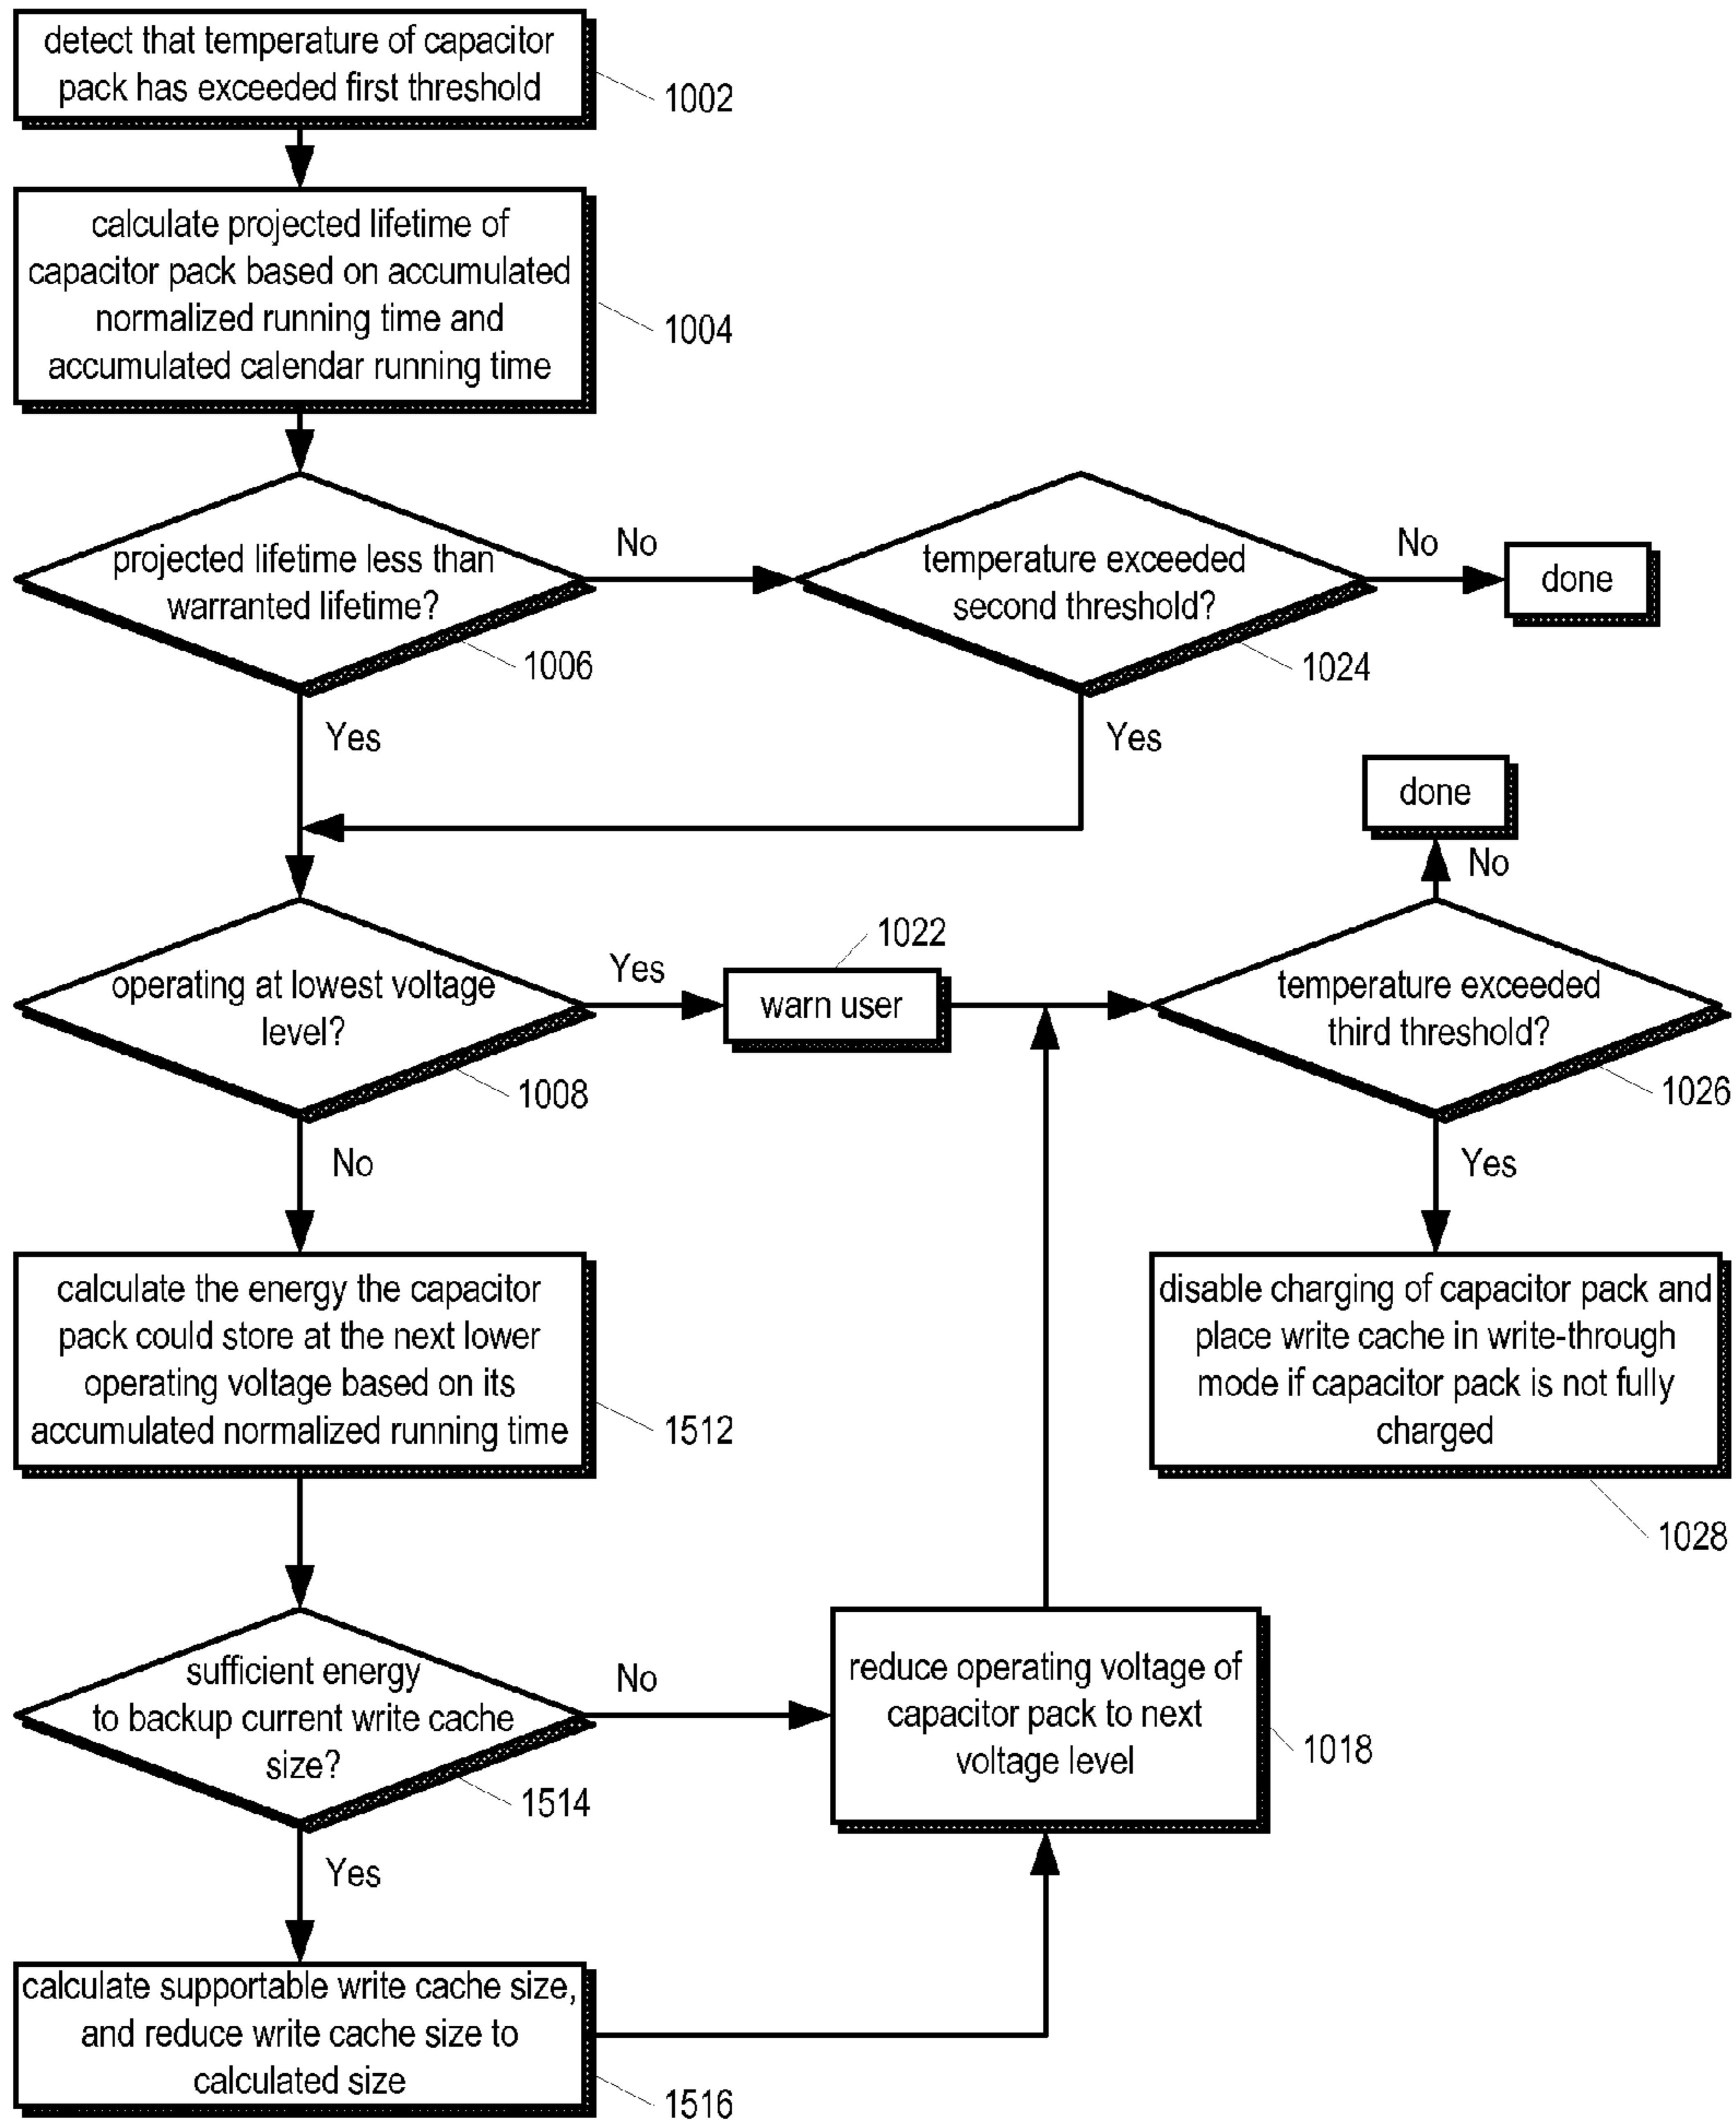 detect that temperature of capacitor
pack has exceeded first threshold
1002
calculate projected lifetime of
capacitor pack based on accumulated
normalized running time and
accumulated calendar running time
1004
projected lifetime less than
warranted lifetime?
1006
No
temperature exceeded
second threshold?
1024
No
done
Yes
Yes
done
No
operating at lowest voltage
level?
1008
Yes
1022
warn user
temperature exceeded
third threshold?
1026
No
Yes
calculate the energy the capacitor
pack could store at the next lower
operating voltage based on its
accumulated normalized running time
1512
disable charging of capacitor pack and
place write cache in write-through
mode if capacitor pack is not fully
charged
1028
sufficient energy
to backup current write cache
size?
1514
No
reduce operating voltage of
capacitor pack to next
voltage level
1018
Yes
calculate supportable write cache size,
and reduce write cache size to
calculated size
1516